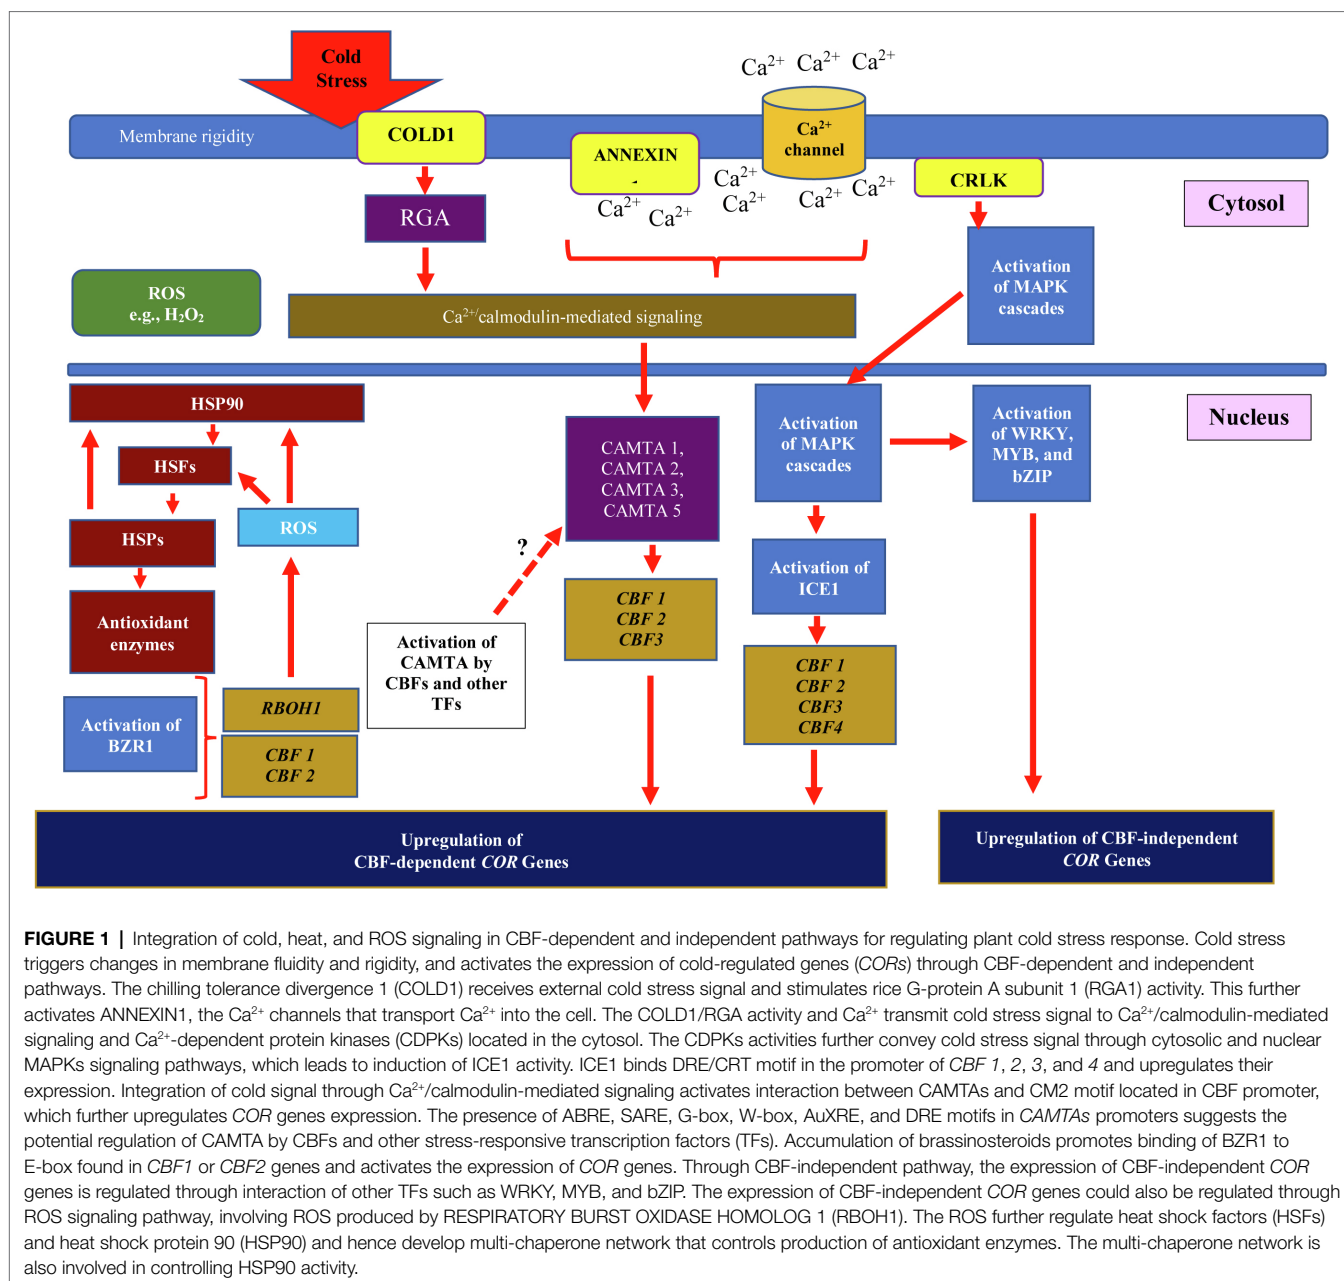 Cold
Stress
Ca²⁺ Ca²⁺ Ca²⁺
Membrane rigidity
COLD1
ANNEXIN
Ca²⁺
channel
Ca²⁺
Ca²⁺
Ca²⁺
Ca²⁺
Ca²⁺
Ca²⁺
CRLK
Cytosol
RGA
Activation
of MAPK
cascades
ROS
e.g., H₂O₂
Ca²⁺/calmodulin-mediated signaling
Nucleus
HSP90
HSFs
HSPs
ROS
Antioxidant
enzymes
Activation of
BZR1
RBOH1
CBF 1
CBF 2
?
Activation of
CAMTA by
CBFs and other
TFs
CAMTA 1,
CAMTA 2,
CAMTA 3,
CAMTA 5
CBF 1
CBF 2
CBF3
Activation
of MAPK
cascades
Activation of
ICE1
CBF 1
CBF 2
CBF3
CBF4
Activation
of WRKY,
MYB, and
bZIP
Upregulation of
CBF-dependent COR Genes
Upregulation of CBF-independent
COR Genes
FIGURE 1 | Integration of cold, heat, and ROS signaling in CBF-dependent and independent pathways for regulating plant cold stress response. Cold stress
triggers changes in membrane fluidity and rigidity, and activates the expression of cold-regulated genes (CORs) through CBF-dependent and independent
pathways. The chilling tolerance divergence 1 (COLD1) receives external cold stress signal and stimulates rice G-protein A subunit 1 (RGA1) activity. This further
activates ANNEXIN1, the Ca²⁺ channels that transport Ca²⁺ into the cell. The COLD1/RGA activity and Ca²⁺ transmit cold stress signal to Ca²⁺/calmodulin-mediated
signaling and Ca²⁺-dependent protein kinases (CDPKs) located in the cytosol. The CDPKs activities further convey cold stress signal through cytosolic and nuclear
MAPKs signaling pathways, which leads to induction of ICE1 activity. ICE1 binds DRE/CRT motif in the promoter of CBF 1, 2, 3, and 4 and upregulates their
expression. Integration of cold signal through Ca²⁺/calmodulin-mediated signaling activates interaction between CAMTAs and CM2 motif located in CBF promoter,
which further upregulates COR genes expression. The presence of ABRE, SARE, G-box, W-box, AuXRE, and DRE motifs in CAMTAs promoters suggests the
potential regulation of CAMTA by CBFs and other stress-responsive transcription factors (TFs). Accumulation of brassinosteroids promotes binding of BZR1 to
E-box found in CBF1 or CBF2 genes and activates the expression of COR genes. Through CBF-independent pathway, the expression of CBF-independent COR
genes is regulated through interaction of other TFs such as WRKY, MYB, and bZIP. The expression of CBF-independent COR genes could also be regulated through
ROS signaling pathway, involving ROS produced by RESPIRATORY BURST OXIDASE HOMOLOG 1 (RBOH1). The ROS further regulate heat shock factors (HSFs)
and heat shock protein 90 (HSP90) and hence develop multi-chaperone network that controls production of antioxidant enzymes. The multi-chaperone network is
also involved in controlling HSP90 activity.